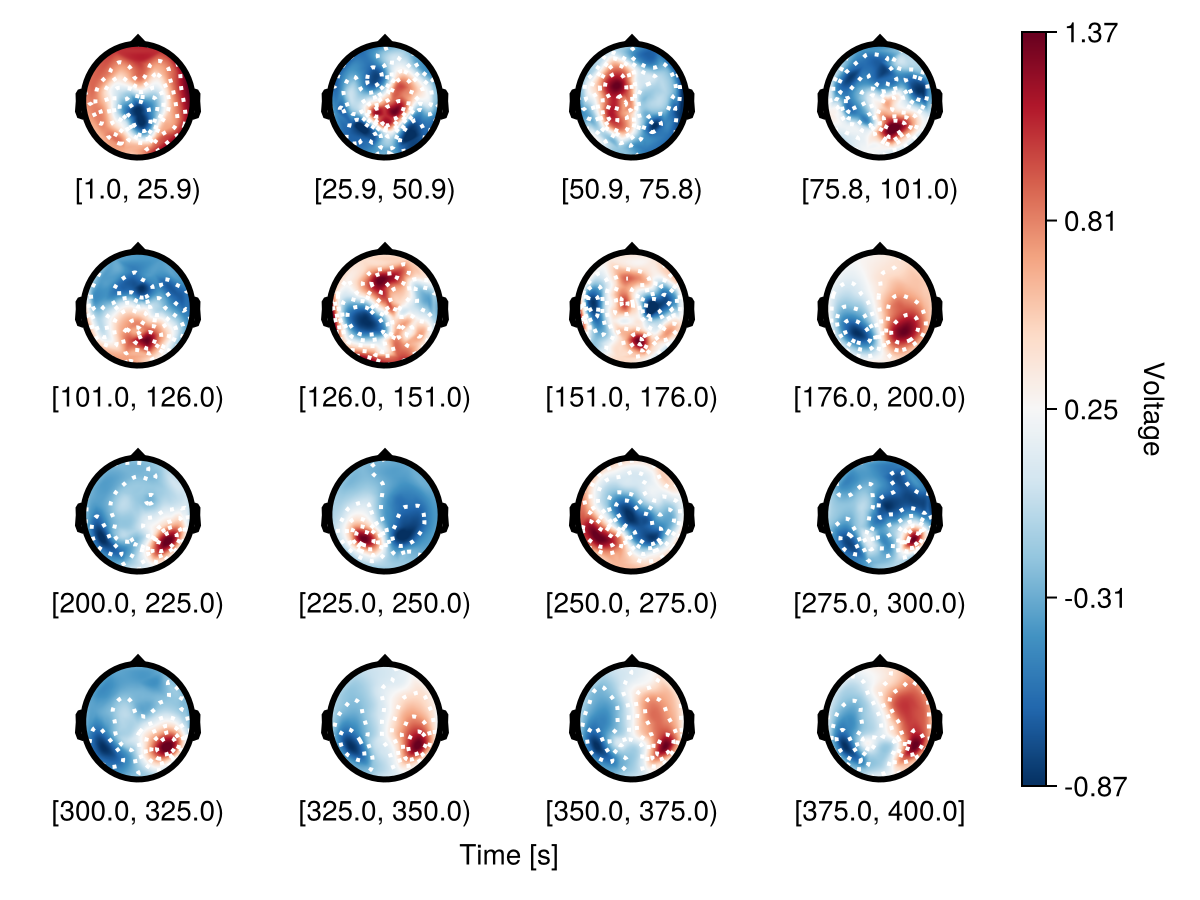 [1.0, 25.9) [25.9, 50.9) [50.9, 75.8) [75.8, 101.0)
[101.0, 126.0) [126.0, 151.0) [151.0, 176.0) [176.0, 200.0)
[200.0, 225.0) [225.0, 250.0) [250.0, 275.0) [275.0, 300.0)
[300.0, 325.0) [325.0, 350.0) [350.0, 375.0) [375.0, 400.0]
Time [s]
1.37
0.81
0.25
-0.31
-0.87
Voltage